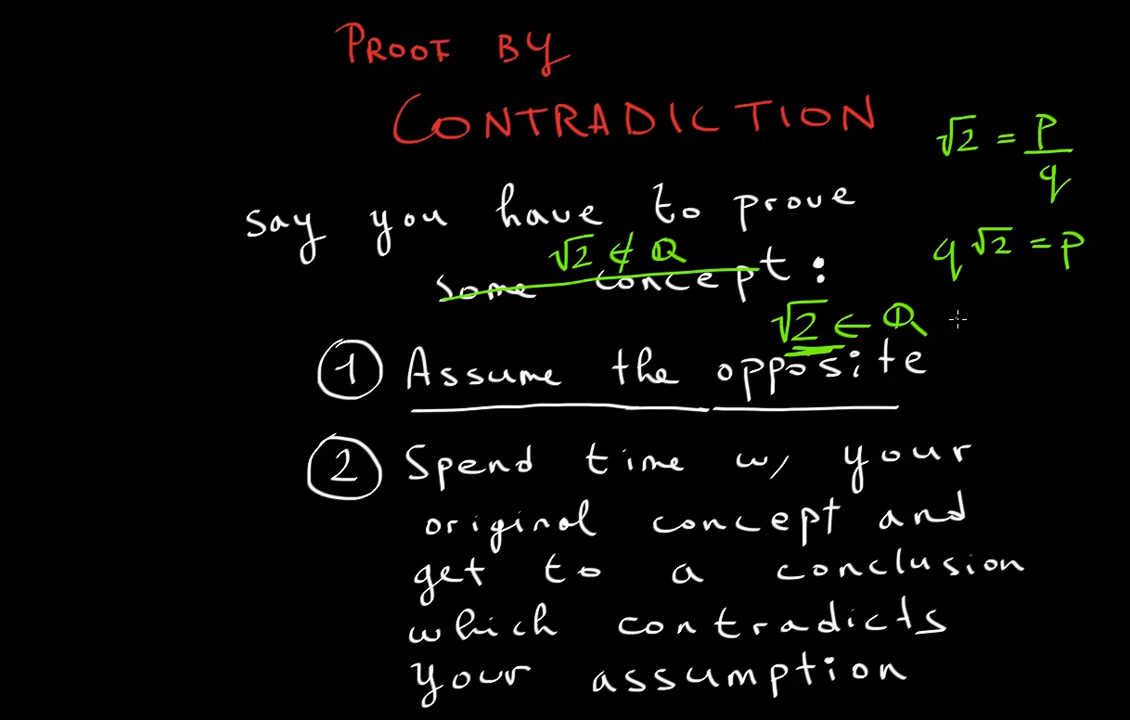 PROOF BY
CONTRADICTION
√2 = p/q
say you have to prove
√2 ∉ Q
q√2 = p
some concept:
√2 ∈ Q
① Assume the opposite
② Spend time w/ your
original concept and
get to a conclusion
which contradicts
your assumption